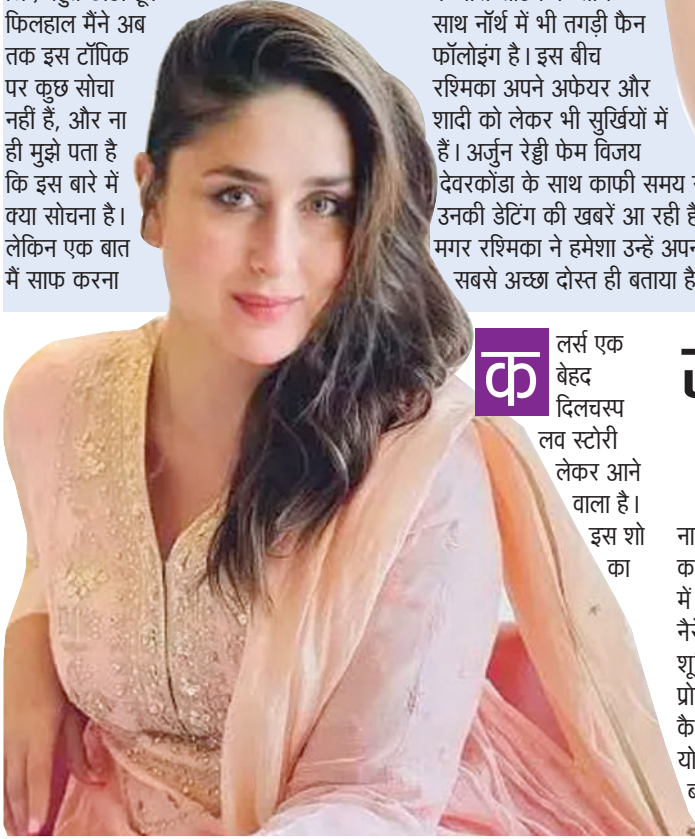 फिलहाल मैंने अब
तक इस टॉपिक
पर कुछ सोचा
नहीं हैं, और ना
ही मुझे पता है
कि इस बारे में
क्या सोचना है।
लेकिन एक बात
मैं साफ करना
साथ नॉर्थ में भी तगड़ी फैन
फॉलोइंग है। इस बीच
रश्मिका अपने अफेयर और
शादी को लेकर भी सुर्खियों में
हैं। अर्जुन रेड्डी फेम विजय
देवरकोंडा के साथ काफी समय
उनकी डेटिंग की खबरें आ रही
मगर रश्मिका ने हमेशा उन्हें
सबसे अच्छा दोस्त ही बताया
कलर्स एक
बेहद
दिलचस्प
लव स्टोरी
लेकर आने
वाला है।
इस शो
का
में